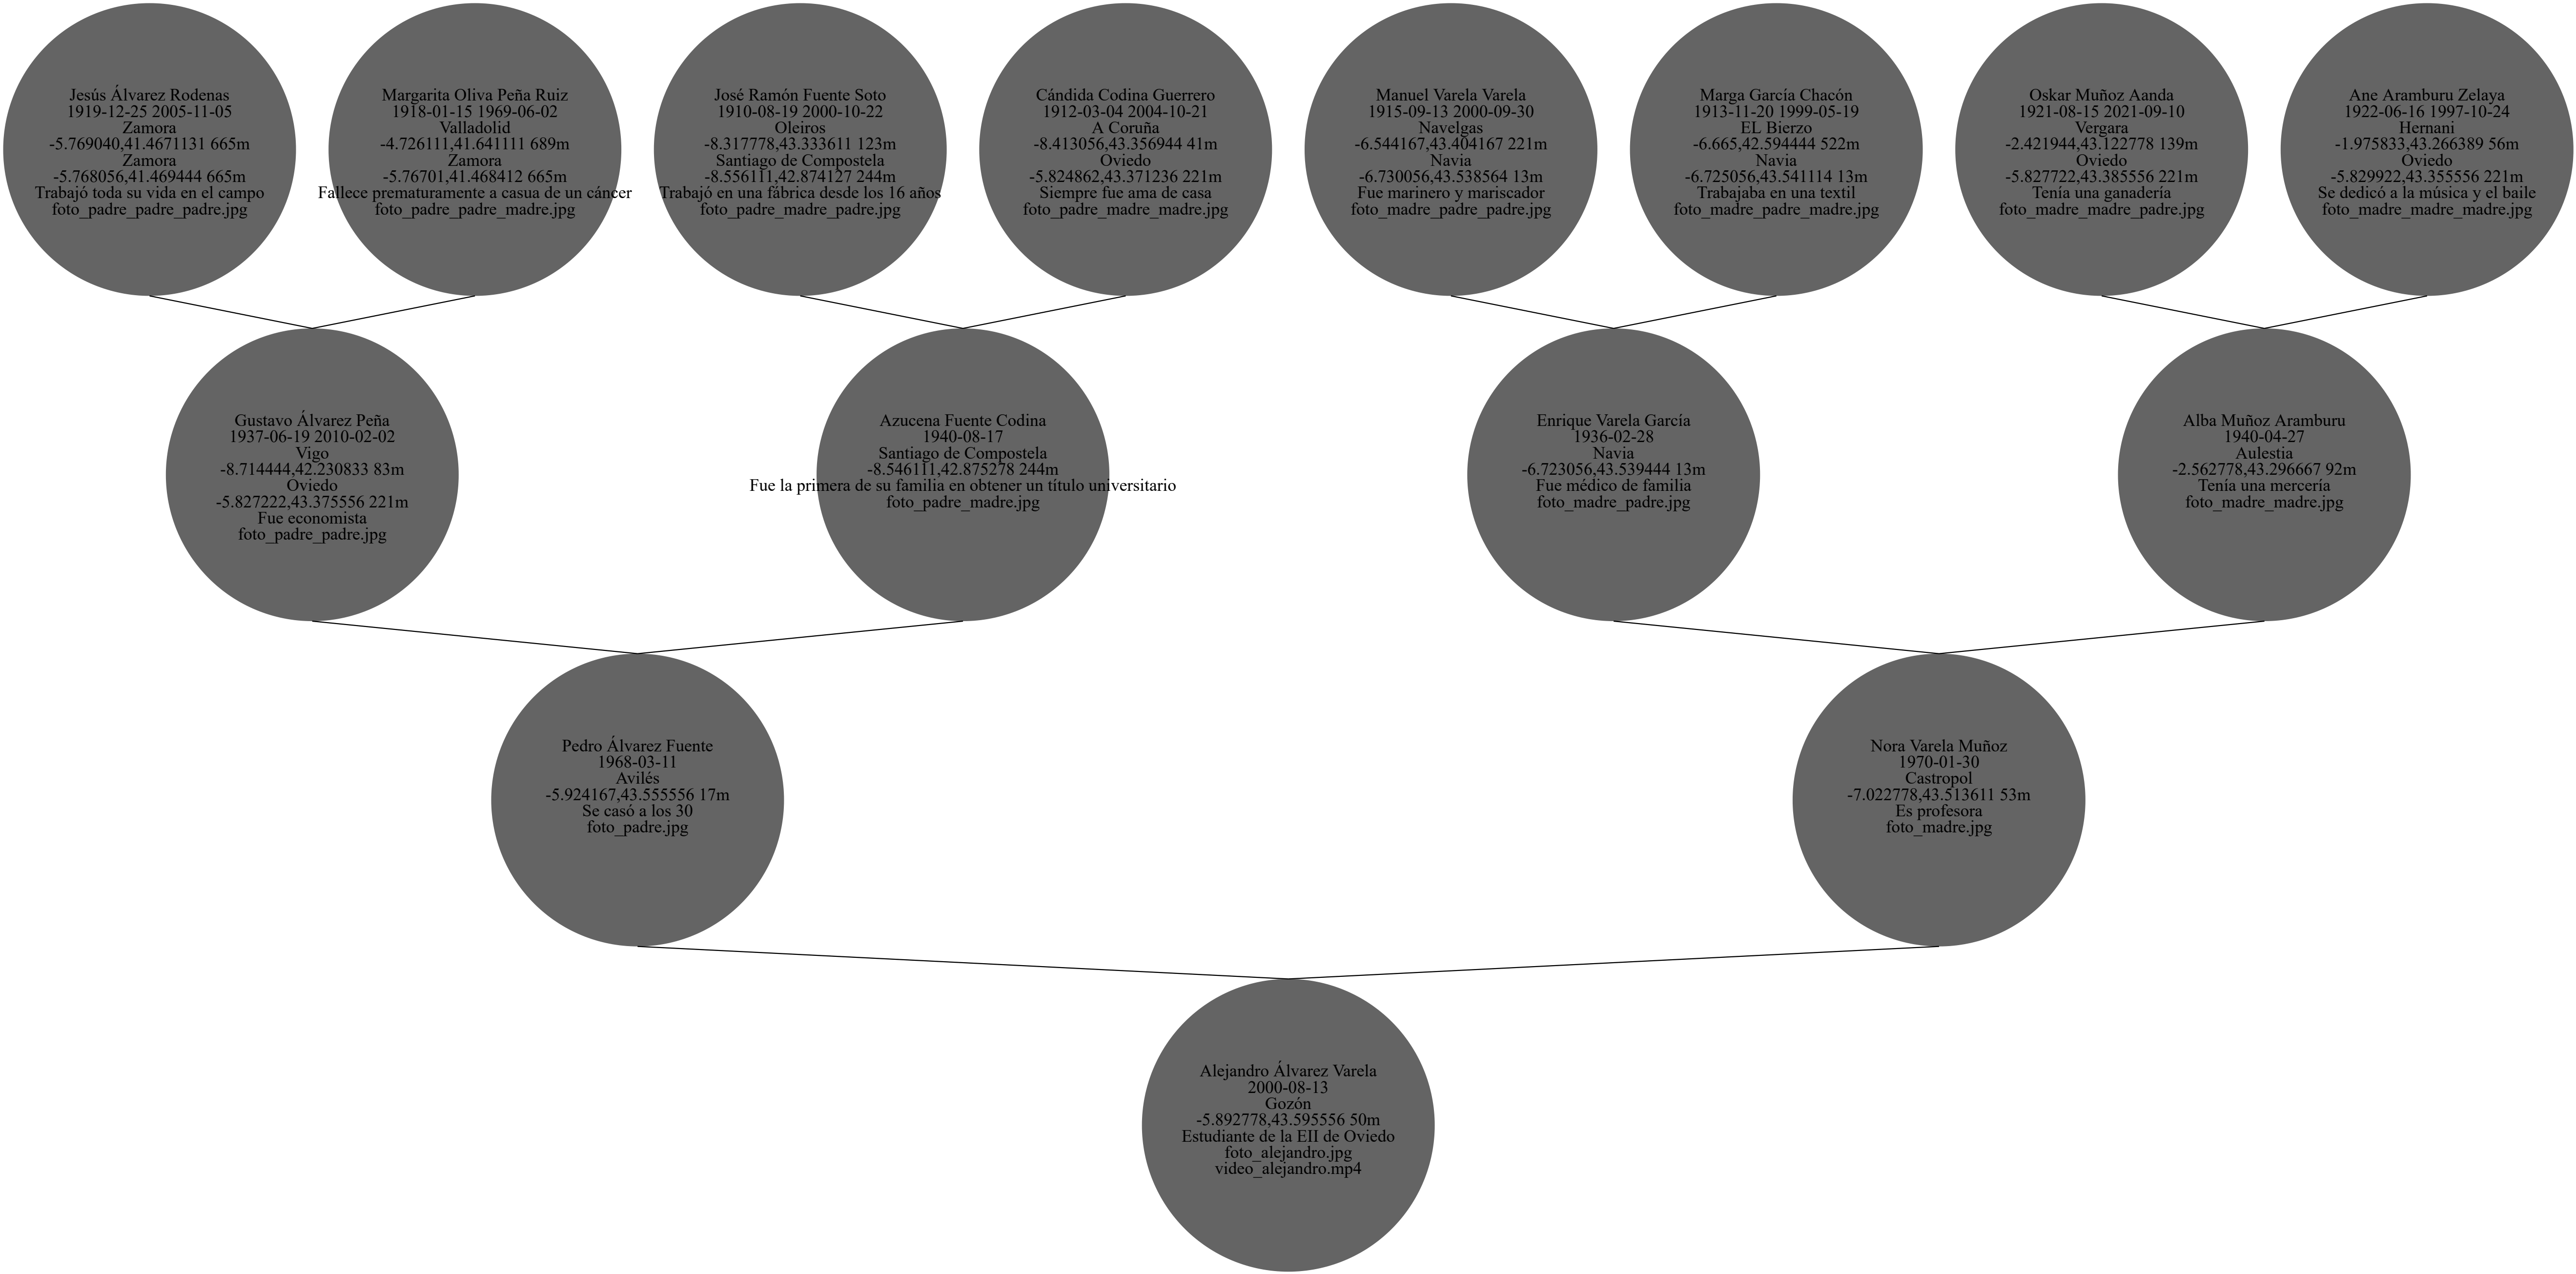 Jesús Álvarez Rodenas
1919-12-25 2005-11-05
Zamora
-5.769040,41.4671131 665m
Zamora
-5.768056,41.469444 665m
Trabajó toda su vida en el campo
foto_padre_padre_padre.jpg
Margarita Oliva Peña Ruiz
1918-01-15 1969-06-02
Valladolid
-4.726111,41.641111 689m
Zamora
-5.76701,41.468412 665m
Fallece prematuramente a casua de un cáncer
foto_padre_padre_madre.jpg
José Ramón Fuente Soto
1910-08-19 2000-10-22
Oleiros
-8.317778,43.333611 123m
Santiago de Compostela
-8.556111,42.874127 244m
Trabajó en una fábrica desde los 16 años
foto_padre_madre_padre.jpg
Cándida Codina Guerrero
1912-03-04 2004-10-21
A Coruña
-8.413056,43.356944 41m
Oviedo
-5.824862,43.371236 221m
Siempre fue ama de casa
foto_padre_madre_madre.jpg
Manuel Varela Varela
1915-09-13 2000-09-30
Navelgas
-6.544167,43.404167 221m
Navia
-6.730056,43.538564 13m
Fue marinero y mariscador
foto_madre_padre_padre.jpg
Marga García Chacón
1913-11-20 1999-05-19
EL Bierzo
-6.665,42.594444 522m
Navia
-6.725056,43.541114 13m
Trabajaba en una textil
foto_madre_padre_madre.jpg
Oskar Muñoz Aanda
1921-08-15 2021-09-10
Vergara
-2.421944,43.122778 139m
Oviedo
-5.827722,43.385556 221m
Tenía una ganadería
foto_madre_madre_padre.jpg
Ane Aramburu Zelaya
1922-06-16 1997-10-24
Hernani
-1.975833,43.266389 56m
Oviedo
-5.829922,43.355556 221m
Se dedicó a la música y el baile
foto_madre_madre_madre.jpg
Gustavo Álvarez Peña
1937-06-19 2010-02-02
Vigo
-8.714444,42.230833 83m
Oviedo
-5.827222,43.375556 221m
Fue economista
foto_padre_padre.jpg
Azucena Fuente Codina
1940-08-17
Santiago de Compostela
-8.546111,42.875278 244m
Fue la primera de su familia en obtener un título universitario
foto_padre_madre.jpg
Enrique Varela García
1936-02-28
Navia
-6.723056,43.539444 13m
Fue médico de familia
foto_madre_padre.jpg
Alba Muñoz Aramburu
1940-04-27
Aulestia
-2.562778,43.296667 92m
Tenía una mercería
foto_madre_madre.jpg
Pedro Álvarez Fuente
1968-03-11
Avilés
-5.924167,43.555556 17m
Se casó a los 30
foto_padre.jpg
Nora Varela Muñoz
1970-01-30
Castropol
-7.022778,43.513611 53m
Es profesora
foto_madre.jpg
Alejandro Álvarez Varela
2000-08-13
Gozón
-5.892778,43.595556 50m
Estudiante de la EII de Oviedo
foto_alejandro.jpg
video_alejandro.mp4